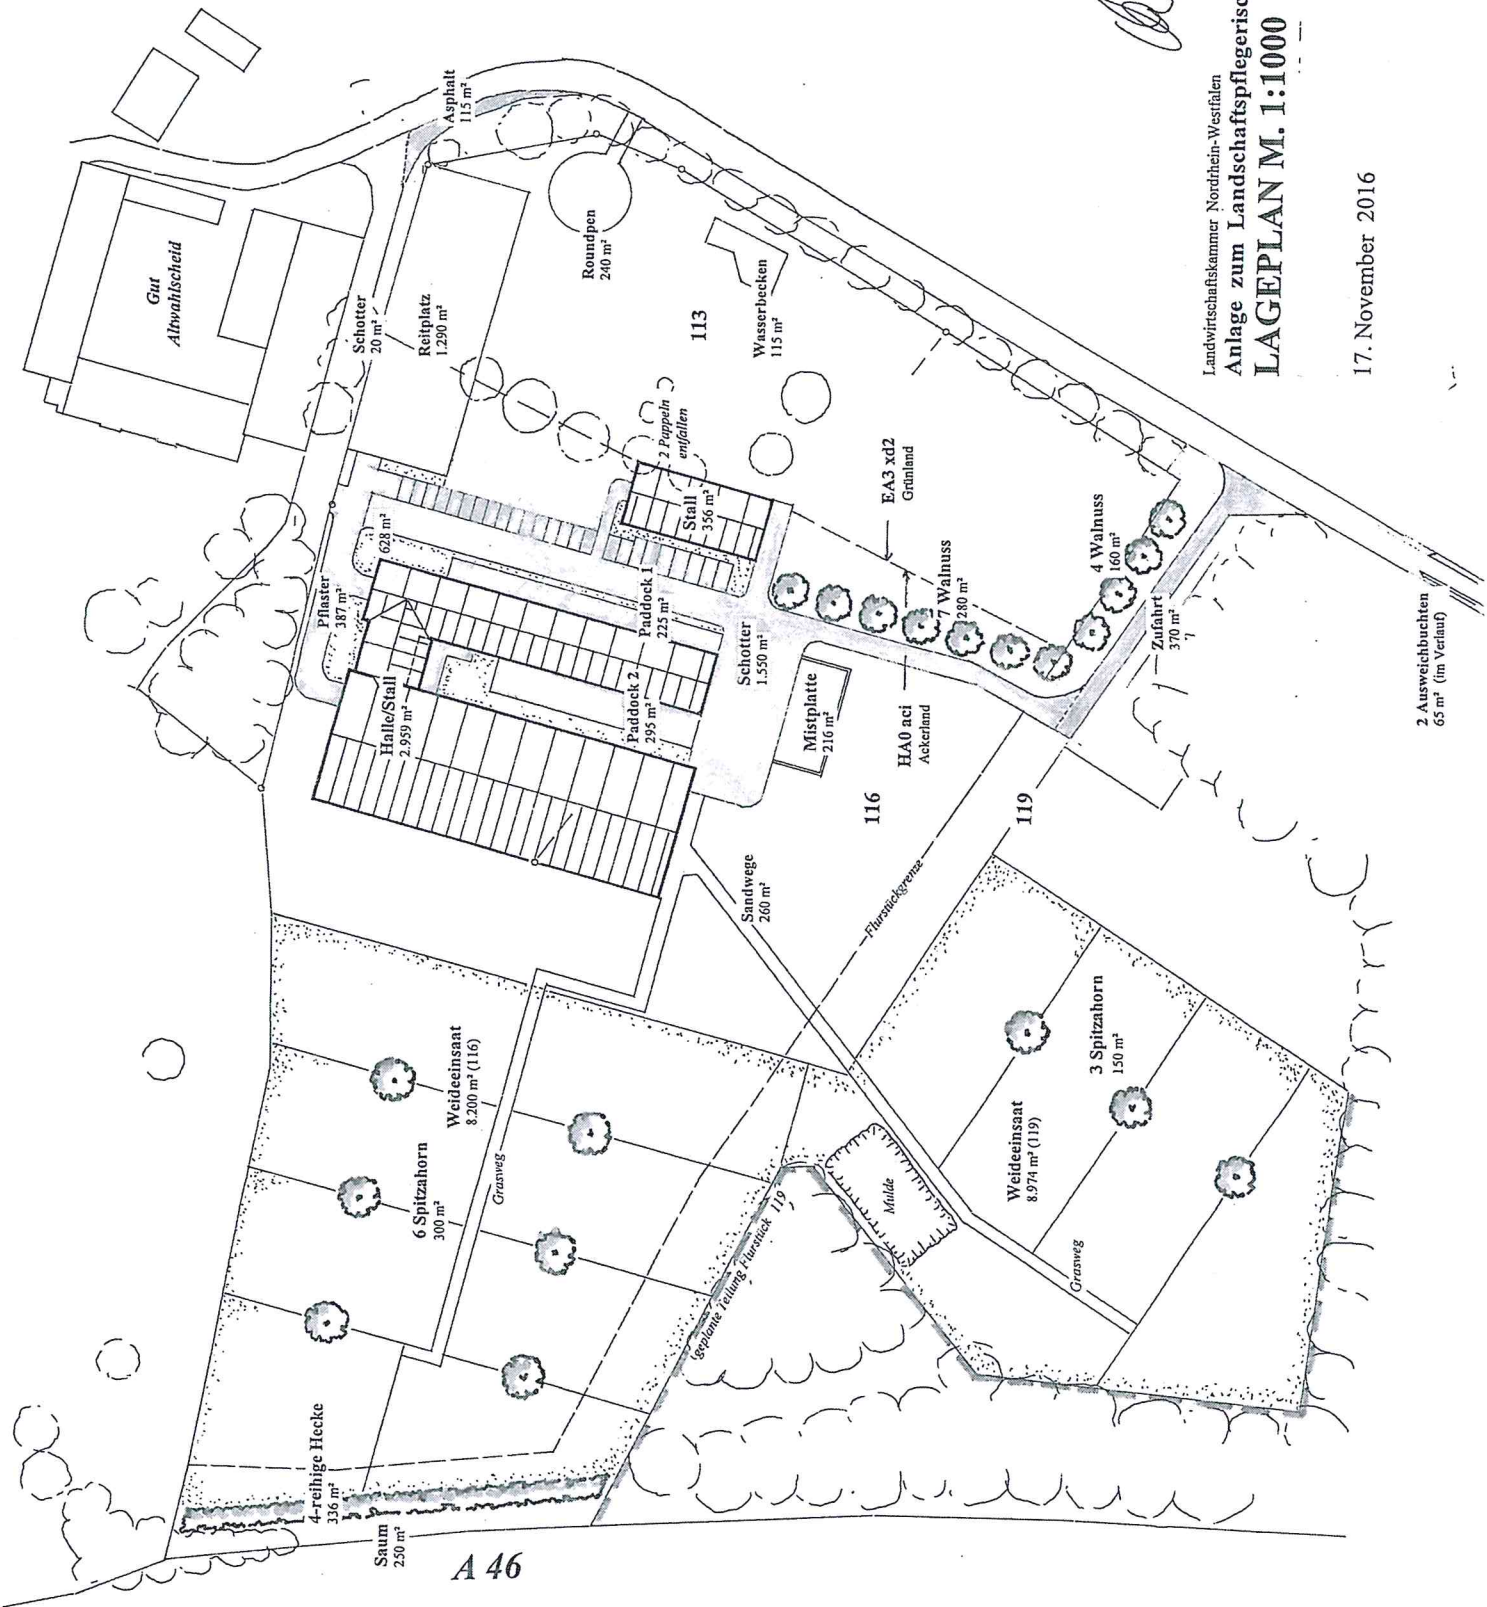 Gut
Altwahlscheid
Asphalt
115 m²
Schotter
20 m²
Reitplatz
1.290 m²
Roundpen
240 m²
Wasserbecken
115 m²
113
2 Pappeln
entfallen
Pflaster
387 m²
628 m²
Stall
356 m²
Halle/Stall
2.959 m²
Paddock 1
225 m²
Paddock 2
295 m²
Schotter
1.550 m²
Mistplatte
216 m²
EA3 xd2
Grünland
HA0 aci
Ackerland
7 Walnuss
280 m²
4 Walnuss
160 m²
Zufahrt
370 m²
116
119
Flurstückgrenze
Sandwege
260 m²
2 Ausweichbuchten
65 m² (im Verlauf)
Weideeinsaat
8.200 m² (116)
6 Spitzahorn
300 m²
Grasweg
geplante Teilung Flurstück 119
Mulde
Weideeinsaat
8.974 m² (119)
3 Spitzahorn
150 m²
Grasweg
4-reihige Hecke
336 m²
Saum
250 m²
A 46
Landwirtschaftskammer Nordrhein-Westfalen
Anlage zum
LAGEPLAN M. 1:1000
17. November 2016